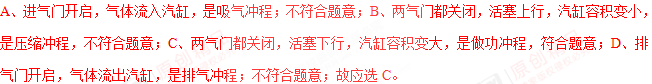 A、进气门开启，气体流入汽缸，是吸气冲程；不符合题意；B、两气门都关闭，活塞上行，汽缸容积变小，
是压缩冲程，不符合题意；C、两气门都关闭，活塞下行，汽缸容积变大，是做功冲程，符合题意；D、排
气门开启，气体流出汽缸，是排气冲程；不符合题意；故应选 C。